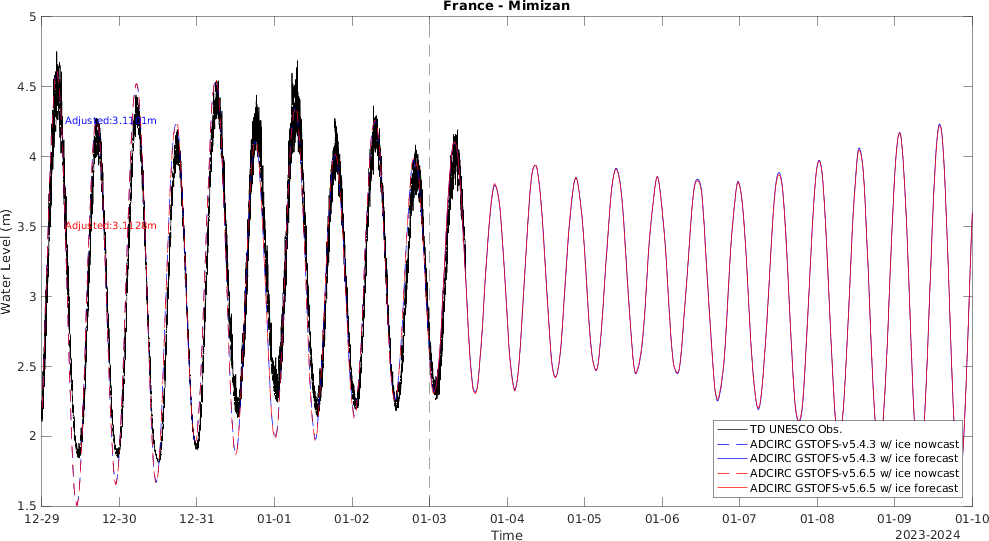 France - Mimizan
Water Level (m)
5
4.5
4
3.5
3
2.5
2
1.5
Adjusted:3.1128m
TD UNESCO Obs.
ADCIRC GSTOFS-v5.4.3 w/ ice nowcast
ADCIRC GSTOFS-v5.4.3 w/ ice forecast
ADCIRC GSTOFS-v5.6.5 w/ ice nowcast
ADCIRC GSTOFS-v5.6.5 w/ ice forecast
12-29 12-30 12-31 01-01 01-02 01-03 01-04 01-05 01-06 01-07 01-08 01-09 01-10
Time
2023-2024